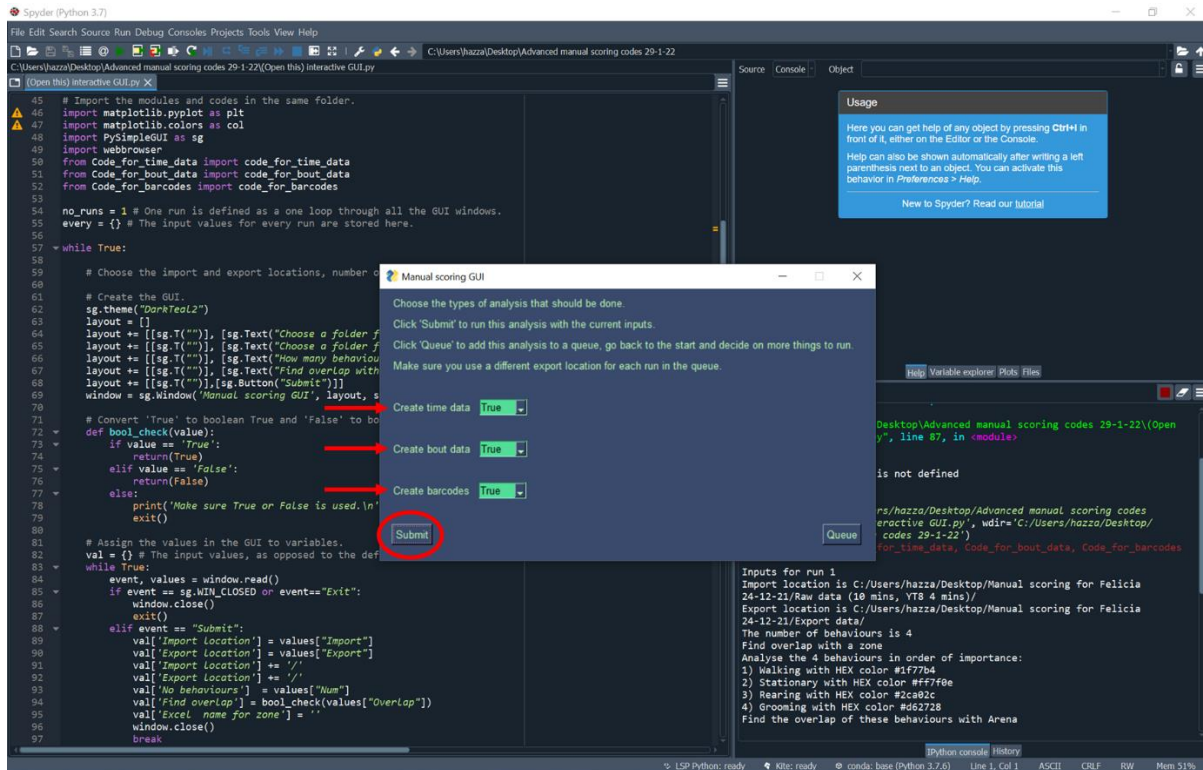 Spyder (Python 3.7)
File Edit Search Source Run Debug Consoles Projects Tools View Help
C:\Users\hazza\Desktop\Advanced manual scoring codes 29-1-22
C:\Users\hazza\Desktop\Advanced manual scoring codes 29-1-22\(Open this) interactive GUI.py
(Open this) interactive GUI.py
45 # Import the modules and codes in the same folder.
46 import matplotlib.pyplot as plt
47 import matplotlib.colors as col
48 import PySimpleGUI as sg
49 import webbrowser
50 from Code_for_time_data import code_for_time_data
51 from Code_for_bout_data import code_for_bout_data
52 from Code_for_barcodes import code_for_barcodes
53
54 no_runs = 1 # One run is defined as a one loop through all the GUI windows.
55 every = {} # The input values for every run are stored here.
56
57 while True:
58
59 # Choose the import and export locations, number o
60
61 # Create the GUI.
62 sg.theme("DarkTeal2")
63 layout = []
64 layout += [[sg.T("")], [sg.Text("Choose a folder f
65 layout += [[sg.T("")], [sg.Text("Choose a folder f
66 layout += [[sg.T("")], [sg.Text("How many behaviou
67 layout += [[sg.T("")], [sg.Text("Find overlap with
68 layout += [[sg.T("")],[sg.Button("Submit")]]
69 window = sg.Window('Manual scoring GUI', layout, s
70
71 # Convert 'True' to boolean True and 'False' to bo
72 def bool_check(value):
73 if value == 'True':
74 return(True)
75 elif value == 'False':
76 return(False)
77 else:
78 print('Make sure True or False is used.\n'
79 exit()
80
81 # Assign the values in the GUI to variables.
82 val = {} # The input values, as opposed to the def
83 while True:
84 event, values = window.read()
85 if event == sg.WIN_CLOSED or event=="Exit":
86 window.close()
87 exit()
88 elif event == "Submit":
89 val['Import location'] = values["Import"]
90 val['Export location'] = values["Export"]
91 val['Import location'] += '/'
92 val['Export location'] += '/'
93 val['No behaviours'] = values["Num"]
94 val['Find overlap'] = bool_check(values["Overlap"])
95 val['Excel name for zone'] = ''
96 window.close()
97 break
Manual scoring GUI
Choose the types of analysis that should be done.
Click 'Submit' to run this analysis with the current inputs.
Click 'Queue' to add this analysis to a queue, go back to the start and decide on more things to run.
Make sure you use a different export location for each run in the queue.
Create time data True
Create bout data True
Create barcodes True
Submit Queue
Source Console Object
Usage
Here you can get help of any object by pressing Ctrl+I in
front of it, either on the Editor or the Console.
Help can also be shown automatically after writing a left
parenthesis next to an object. You can activate this
behavior in Preferences > Help.
New to Spyder? Read our tutorial
Help Variable explorer Plots Files
Desktop\Advanced manual scoring codes 29-1-22\(Open
y", line 87, in <module>
is not defined
rs/hazza/Desktop/Advanced manual scoring codes
eractive GUI.py', wdir='C:/Users/hazza/Desktop/
codes 29-1-22')
for_time_data, Code_for_bout_data, Code_for_barcodes
Inputs for run 1
Import location is C:/Users/hazza/Desktop/Manual scoring for Felicia
24-12-21/Raw data (10 mins, YT8 4 mins)/
Export location is C:/Users/hazza/Desktop/Manual scoring for Felicia
24-12-21/Export data/
The number of behaviours is 4
Find overlap with a zone
Analyse the 4 behaviours in order of importance:
1) Walking with HEX color #1f77b4
2) Stationary with HEX color #ff7f0e
3) Rearing with HEX color #2ca02c
4) Grooming with HEX color #d62728
Find the overlap of these behaviours with Arena
IPython console History
LSP Python: ready Kite: ready conda: base (Python 3.7.6) Line 1, Col 1 ASCII CRLF RW Mem 51%